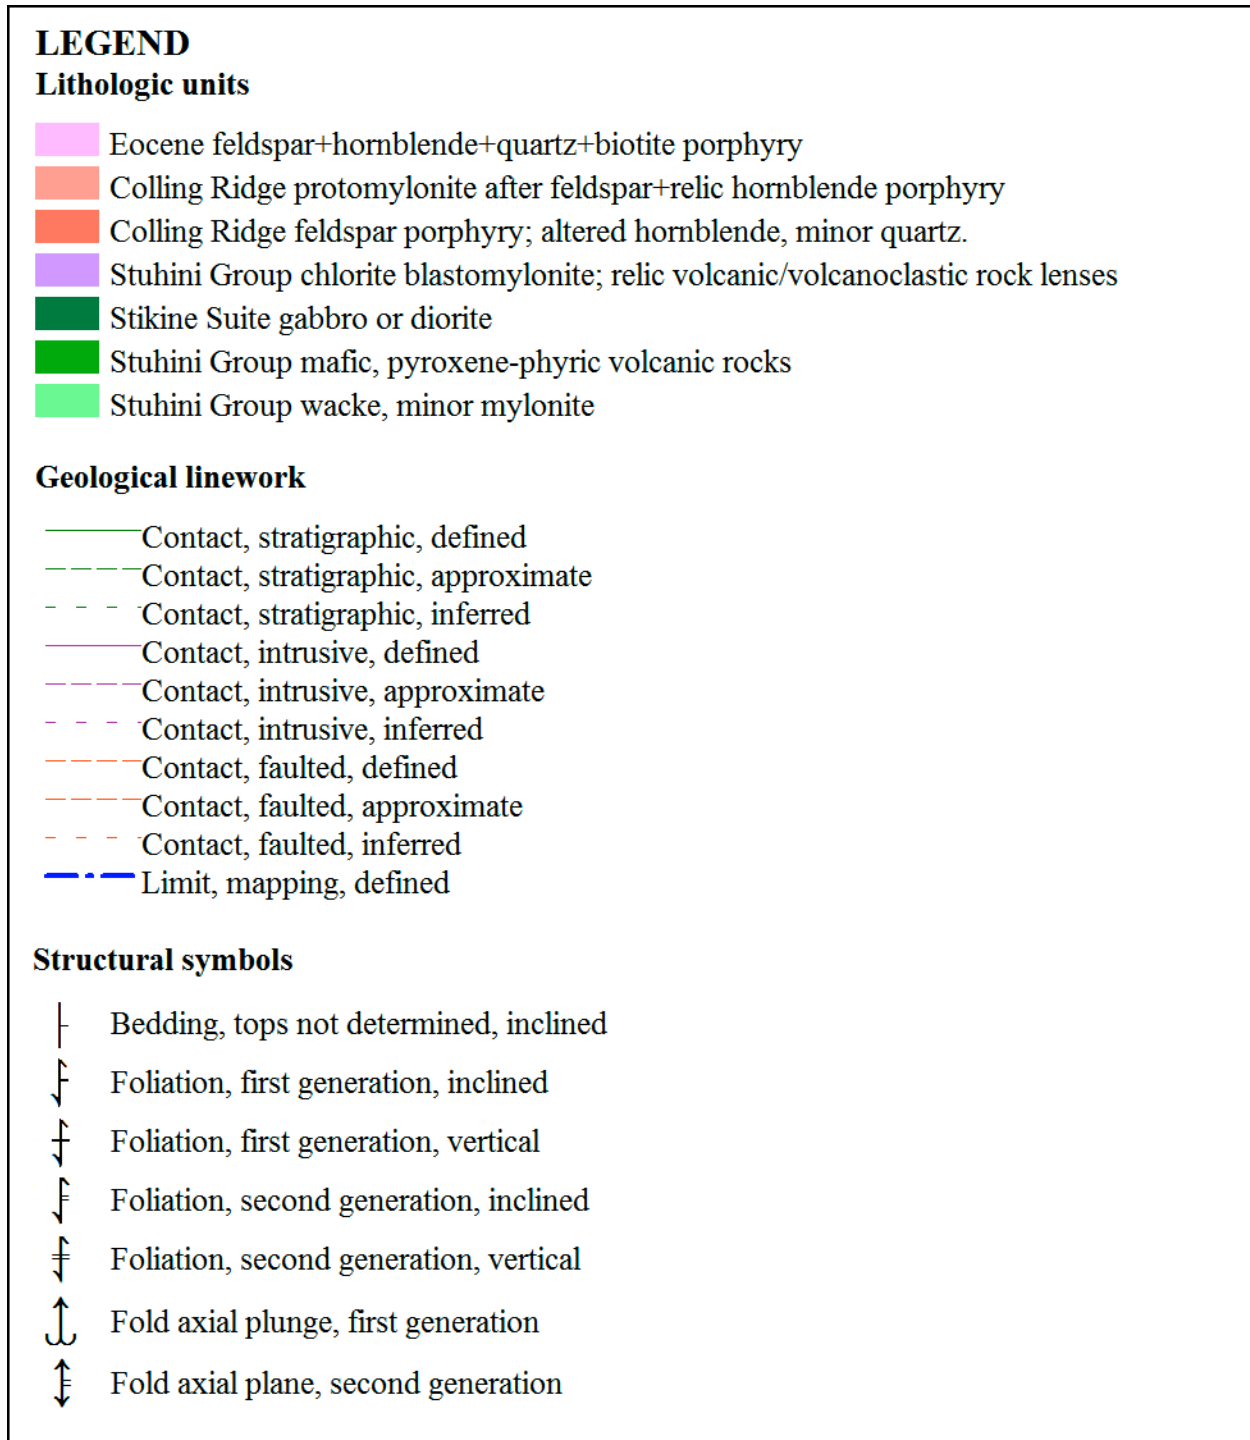 LEGEND
Lithologic units
Eocene feldspar+hornblende+quartz+biotite porphyry
Colling Ridge protomylonite after feldspar+relic hornblende porphyry
Colling Ridge feldspar porphyry; altered hornblende, minor quartz.
Stuhini Group chlorite blastomylonite; relic volcanic/volcanoclastic rock lenses
Stikine Suite gabbro or diorite
Stuhini Group mafic, pyroxene-phyric volcanic rocks
Stuhini Group wacke, minor mylonite
Geological linework
Contact, stratigraphic, defined
Contact, stratigraphic, approximate
Contact, stratigraphic, inferred
Contact, intrusive, defined
Contact, intrusive, approximate
Contact, intrusive, inferred
Contact, faulted, defined
Contact, faulted, approximate
Contact, faulted, inferred
Limit, mapping, defined
Structural symbols
Bedding, tops not determined, inclined
Foliation, first generation, inclined
Foliation, first generation, vertical
Foliation, second generation, inclined
Foliation, second generation, vertical
Fold axial plunge, first generation
Fold axial plane, second generation